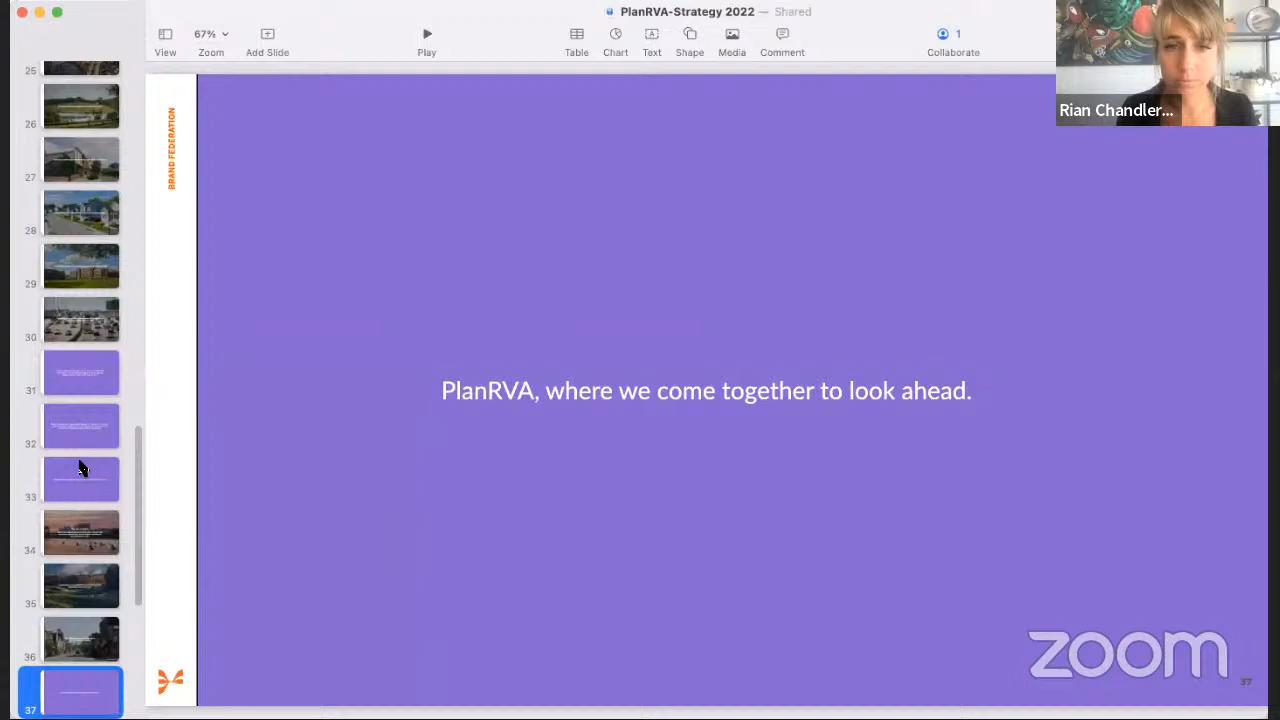 PlanRVA-Strategy 2022 — Shared
67%
View
Zoom
Add Slide
Play
Table
Chart
Text
Shape
Media
Comment
1
Collaborate
Rian Chandler...
25
26
27
28
29
30
31
32
33
34
35
36
37
BRAND FEDERATION
PlanRVA, where we come together to look ahead.
zoom
37